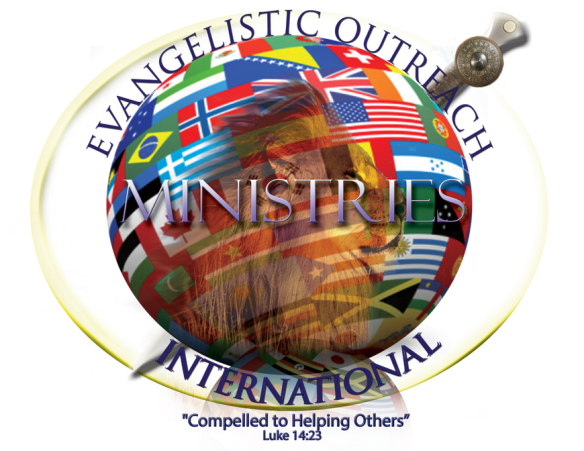 EVANGELISTIC OUTREACH
MINISTRIES
INTERNATIONAL
"Compelled to Helping Others”
Luke 14:23